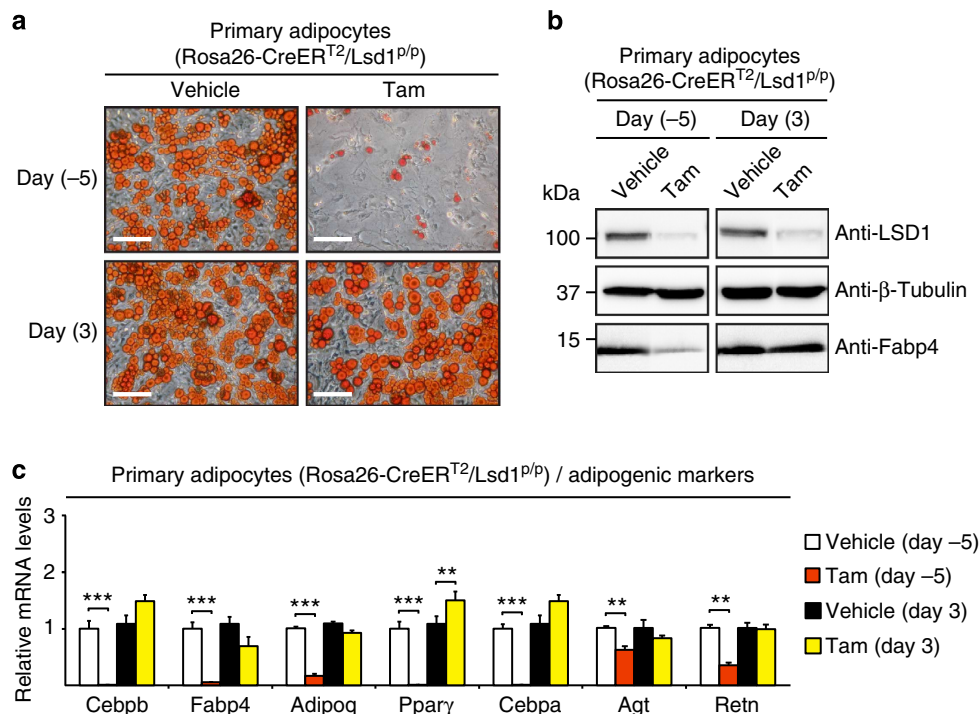 a
Primary adipocytes
(Rosa26-CreERT2/Lsd1p/p)
Vehicle Tam
Day (–5)
Day (3)
b
Primary adipocytes
(Rosa26-CreERT2/Lsd1p/p)
Day (–5) Day (3)
kDa Vehicle Tam Vehicle Tam
100 Anti-LSD1
37 Anti-β-Tubulin
15 Anti-Fabp4
c
Primary adipocytes (Rosa26-CreERT2/Lsd1p/p) / adipogenic markers
Relative mRNA levels
3
2
1
*** *** *** *** ** *** ** **
Cebpb Fabp4 Adipoq Pparγ Cebpa Agt Retn
Vehicle (day –5)
Tam (day –5)
Vehicle (day 3)
Tam (day 3)